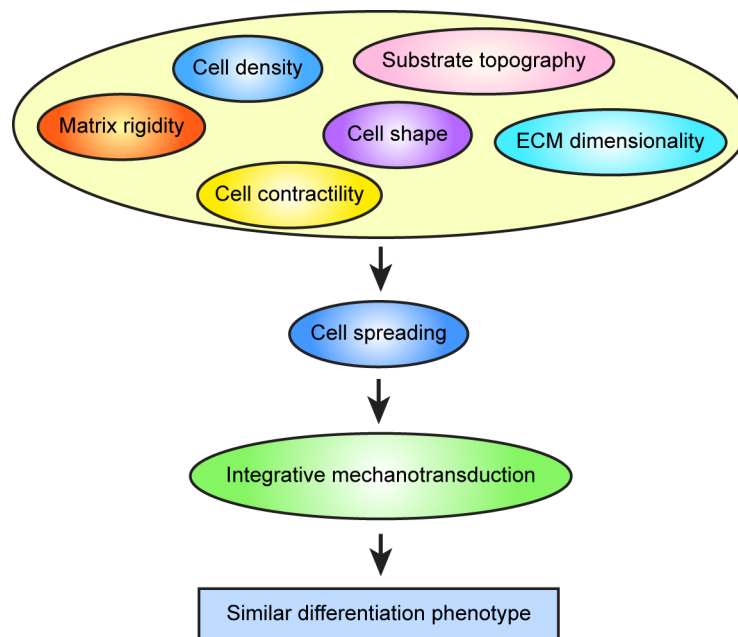 Cell density
Substrate topography
Matrix rigidity
Cell shape
ECM dimensionality
Cell contractility
Cell spreading
Integrative mechanotransduction
Similar differentiation phenotype